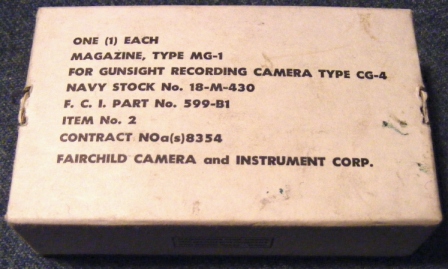 ONE (1) EACH
MAGAZINE, TYPE MG-1
FOR GUNSIGHT RECORDING CAMERA TYPE CG-4
NAVY STOCK No. 18-M-430
F. C. I. PART No. 599-B1
ITEM No. 2
CONTRACT NOa(s)8354
FAIRCHILD CAMERA and INSTRUMENT CORP.